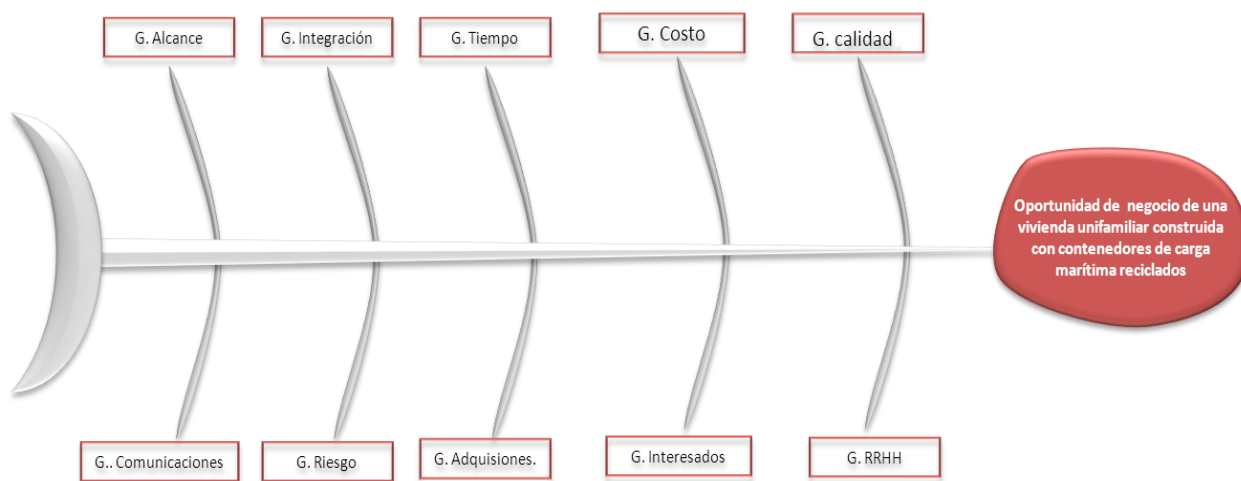 G. Alcance
G. Integración
G. Tiempo
G. Costo
G. calidad
Oportunidad de negocio de una
vivienda unifamiliar construida
con contenedores de carga
marítima reciclados
G.. Comunicaciones
G. Riesgo
G. Adquisiones.
G. Interesados
G. RRHH